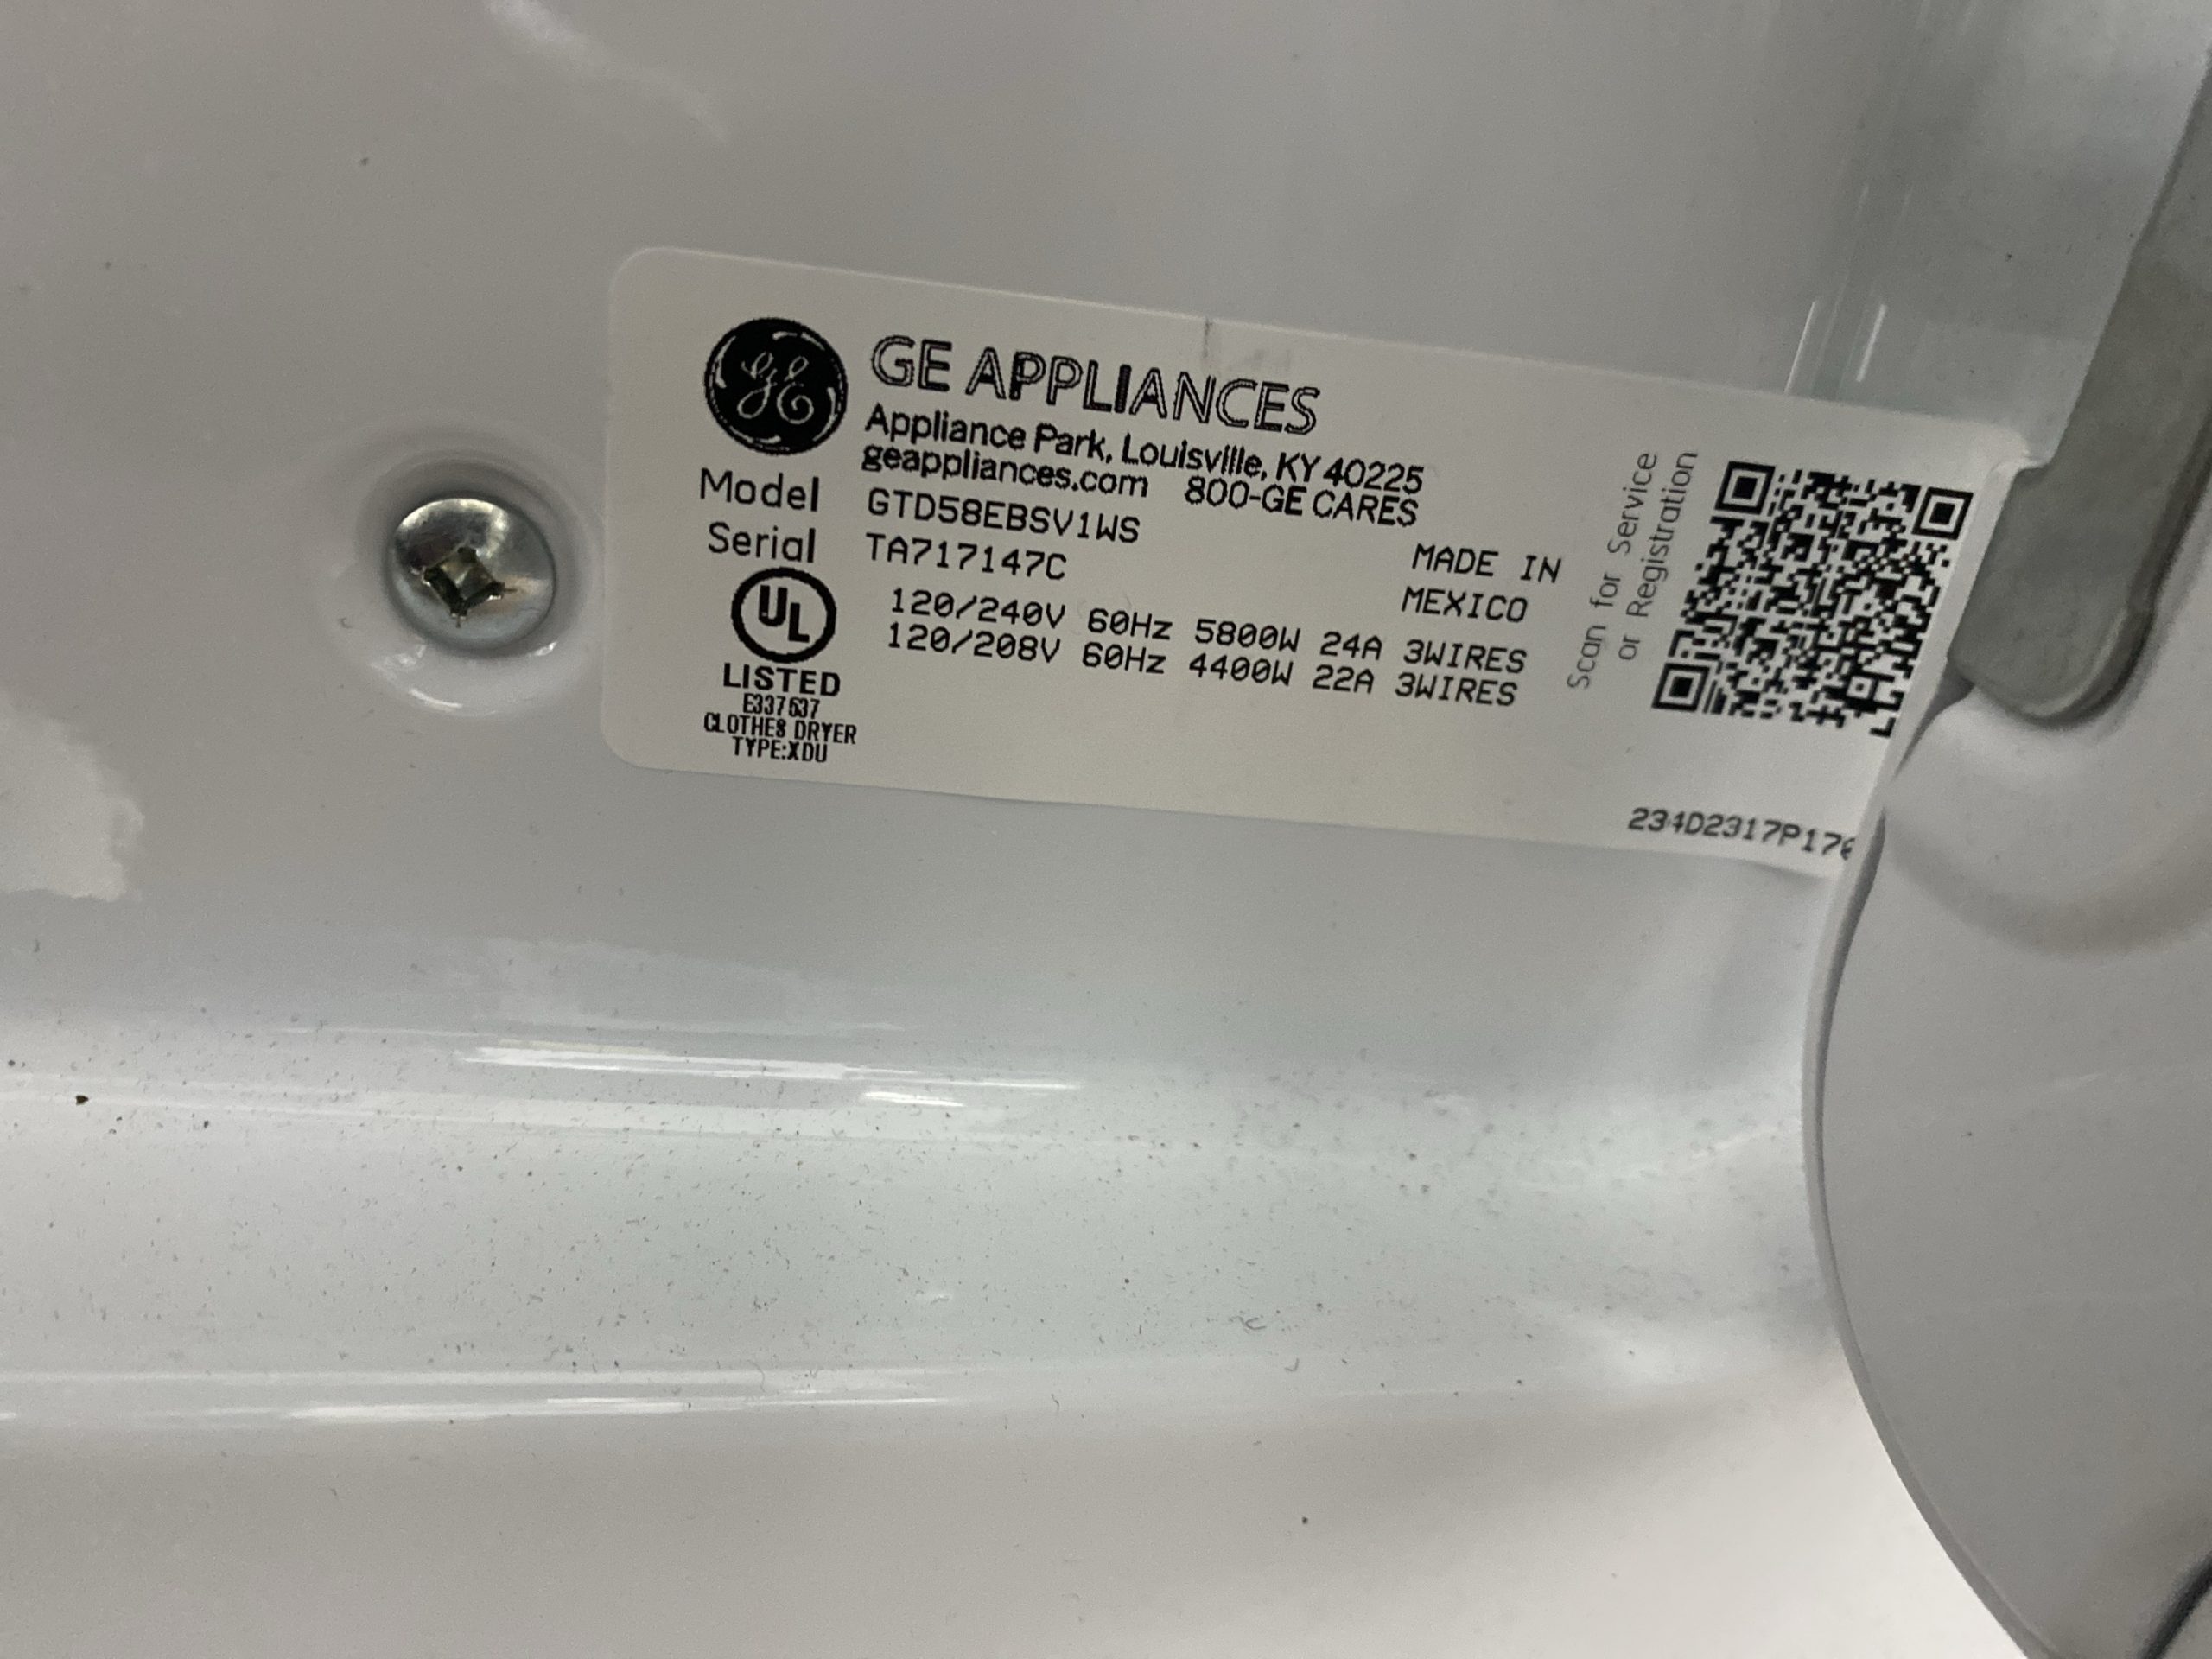 GE
GE APPLIANCES
Appliance Park, Louisville, KY 40225
geappliances.com 800-GE CARES
Model GTD58EBSV1WS
Serial TA717147C
MADE IN
MEXICO
120/240V 60Hz 5800W 24A 3WIRES
120/208V 60Hz 4400W 22A 3WIRES
UL
LISTED
E337637
CLOTHES DRYER
TYPE:XDU
Scan for Service
or Registration